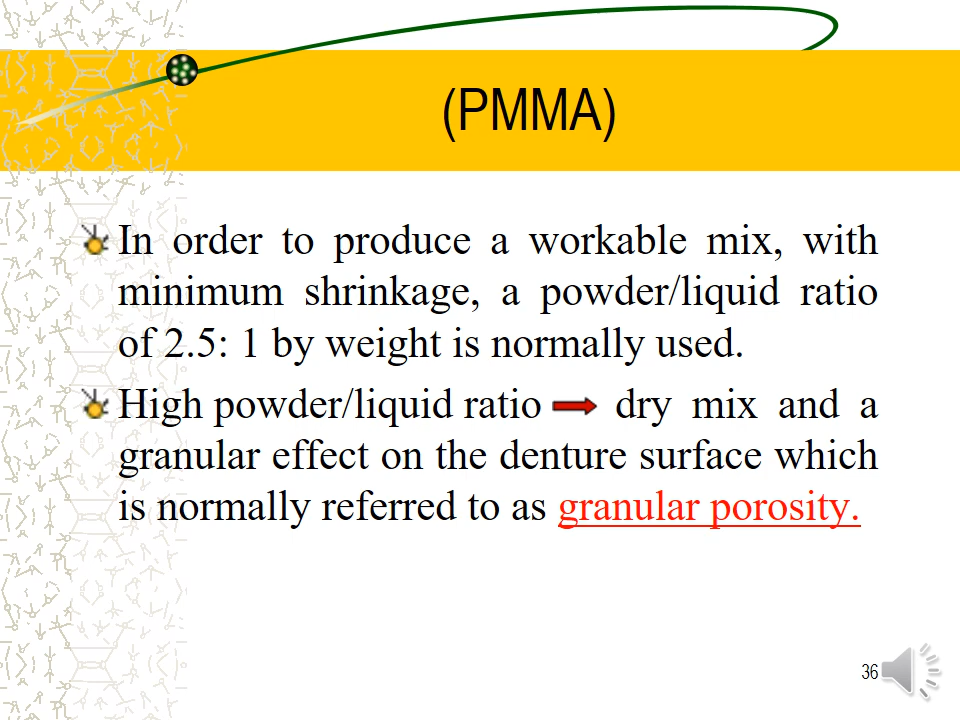 (PMMA)
In order to produce a workable mix, with
minimum shrinkage, a powder/liquid ratio
of 2.5: 1 by weight is normally used.
High powder/liquid ratio dry mix and a
granular effect on the denture surface which
is normally referred to as granular porosity.
36